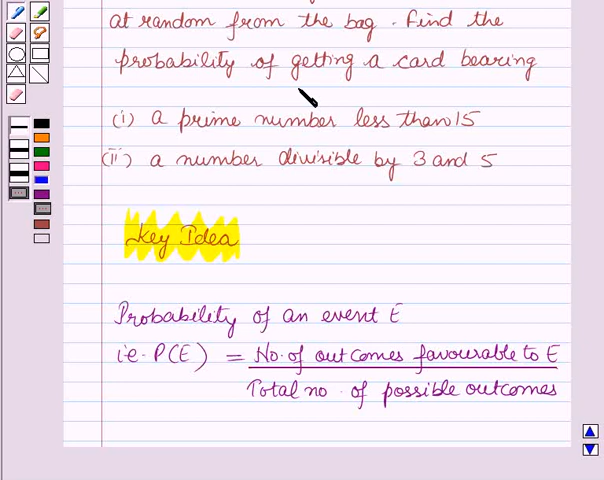 at random from the bag. Find the
probability of getting a card bearing
(i) a prime number less than 15
(ii) a number divisible by 3 and 5
Key Idea
Probability of an event E
i.e. P(E) = No. of outcomes favourable to E
Total no. of possible outcomes